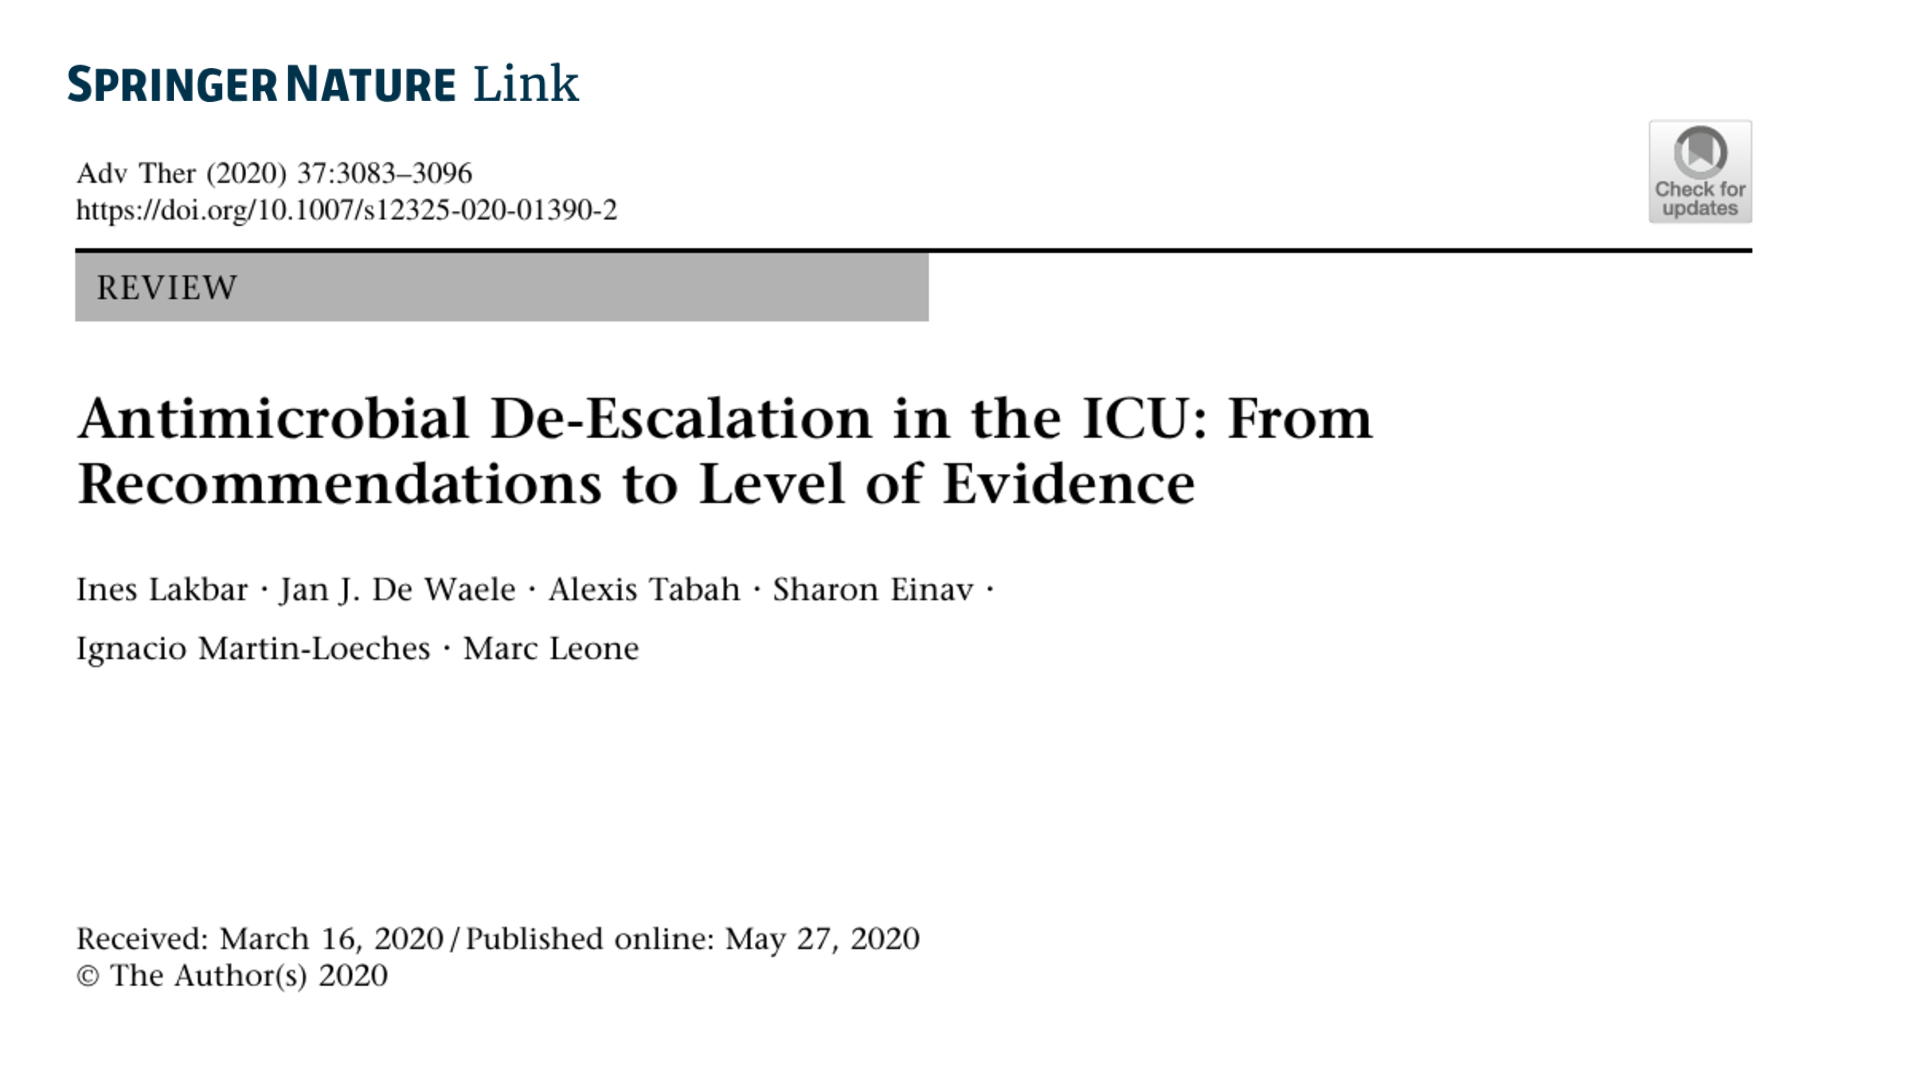 SPRINGER NATURE Link
Adv Ther (2020) 37:3083–3096
https://doi.org/10.1007/s12325-020-01390-2
Check for
updates
REVIEW
Antimicrobial De-Escalation in the ICU: From
Recommendations to Level of Evidence
Ines Lakbar · Jan J. De Waele · Alexis Tabah · Sharon Einav ·
Ignacio Martin-Loeches · Marc Leone
Received: March 16, 2020 / Published online: May 27, 2020
© The Author(s) 2020